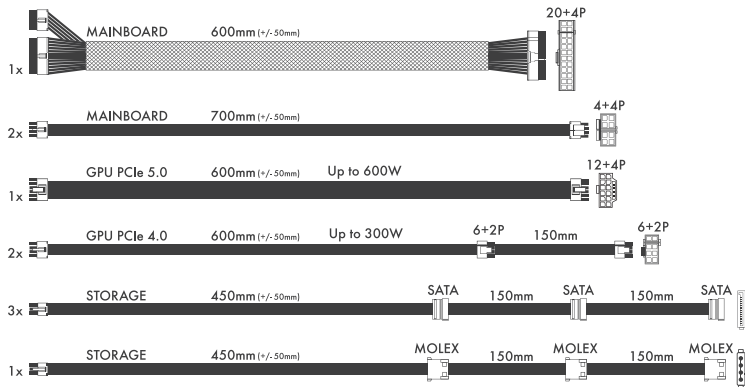 20+4P
MAINBOARD 600mm (+/- 50mm)
1x
4+4P
MAINBOARD 700mm (+/- 50mm)
2x
12+4P
GPU PCIe 5.0 600mm (+/- 50mm) Up to 600W
1x
GPU PCIe 4.0 600mm (+/- 50mm) Up to 300W 6+2P 150mm 6+2P
2x
STORAGE 450mm (+/- 50mm) SATA 150mm SATA 150mm SATA
3x
STORAGE 450mm (+/- 50mm) MOLEX 150mm MOLEX 150mm MOLEX
1x